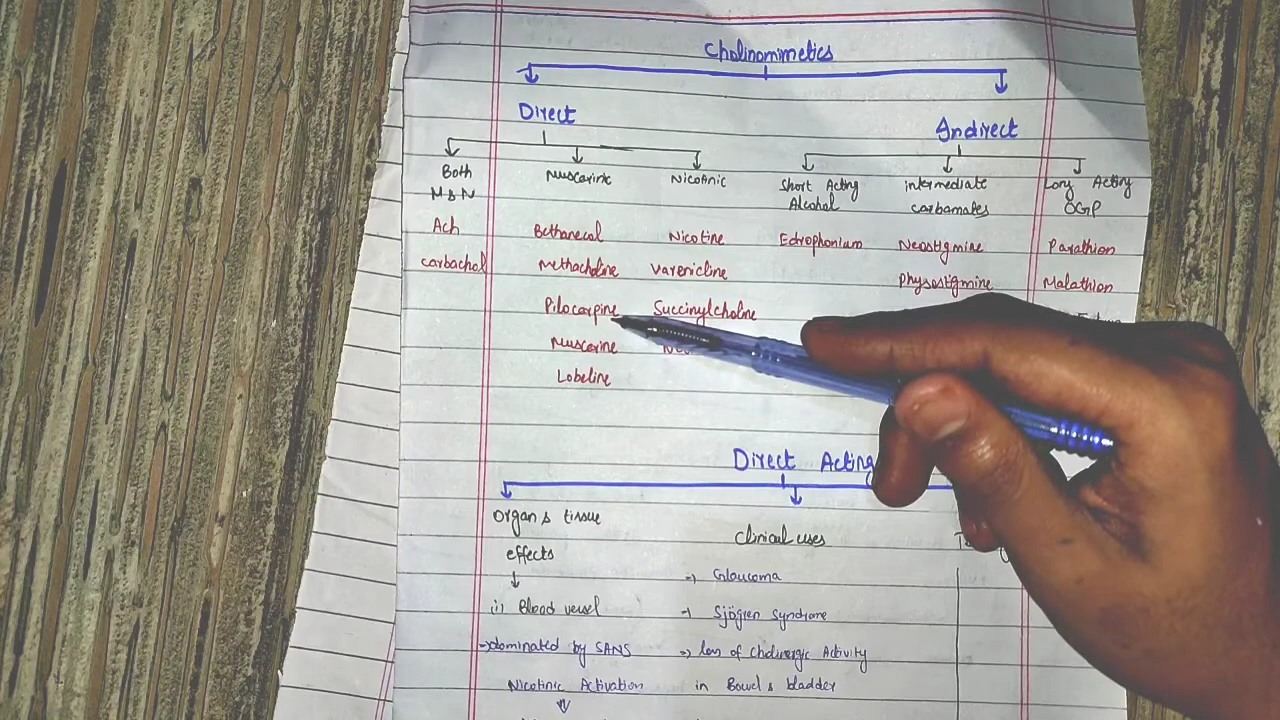 Cholinomimetics
Direct
Indirect
Both
M & N
Muscarinic
Nicotinic
Short Acting
Alcohol
intermediate
carbamates
Long Acting
OGP
Ach
Bethanecol
Nicotine
Edrophonium
Neostigmine
Parathion
carbachol
Methacholine
Varenicline
Physostigmine
Malathion
Pilocarpine
Succinylcholine
Muscarine
Lobeline
Direct Acting
organ & tissue
effects
clinical uses
i) Blood vessel
→ dominated by SANS
Nicotinic Activation
→ Glaucoma
→ Sjögren Syndrome
→ loss of cholinergic Activity
in Bowel & bladder